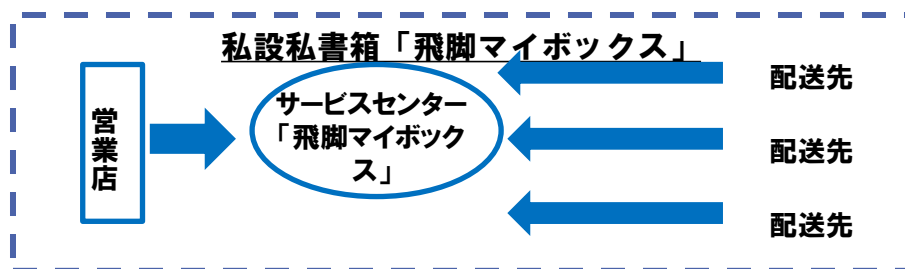 私設私書箱「飛脚マイボックス」
営業店
サービスセンター
「飛脚マイボック
ス」
配送先
配送先
配送先